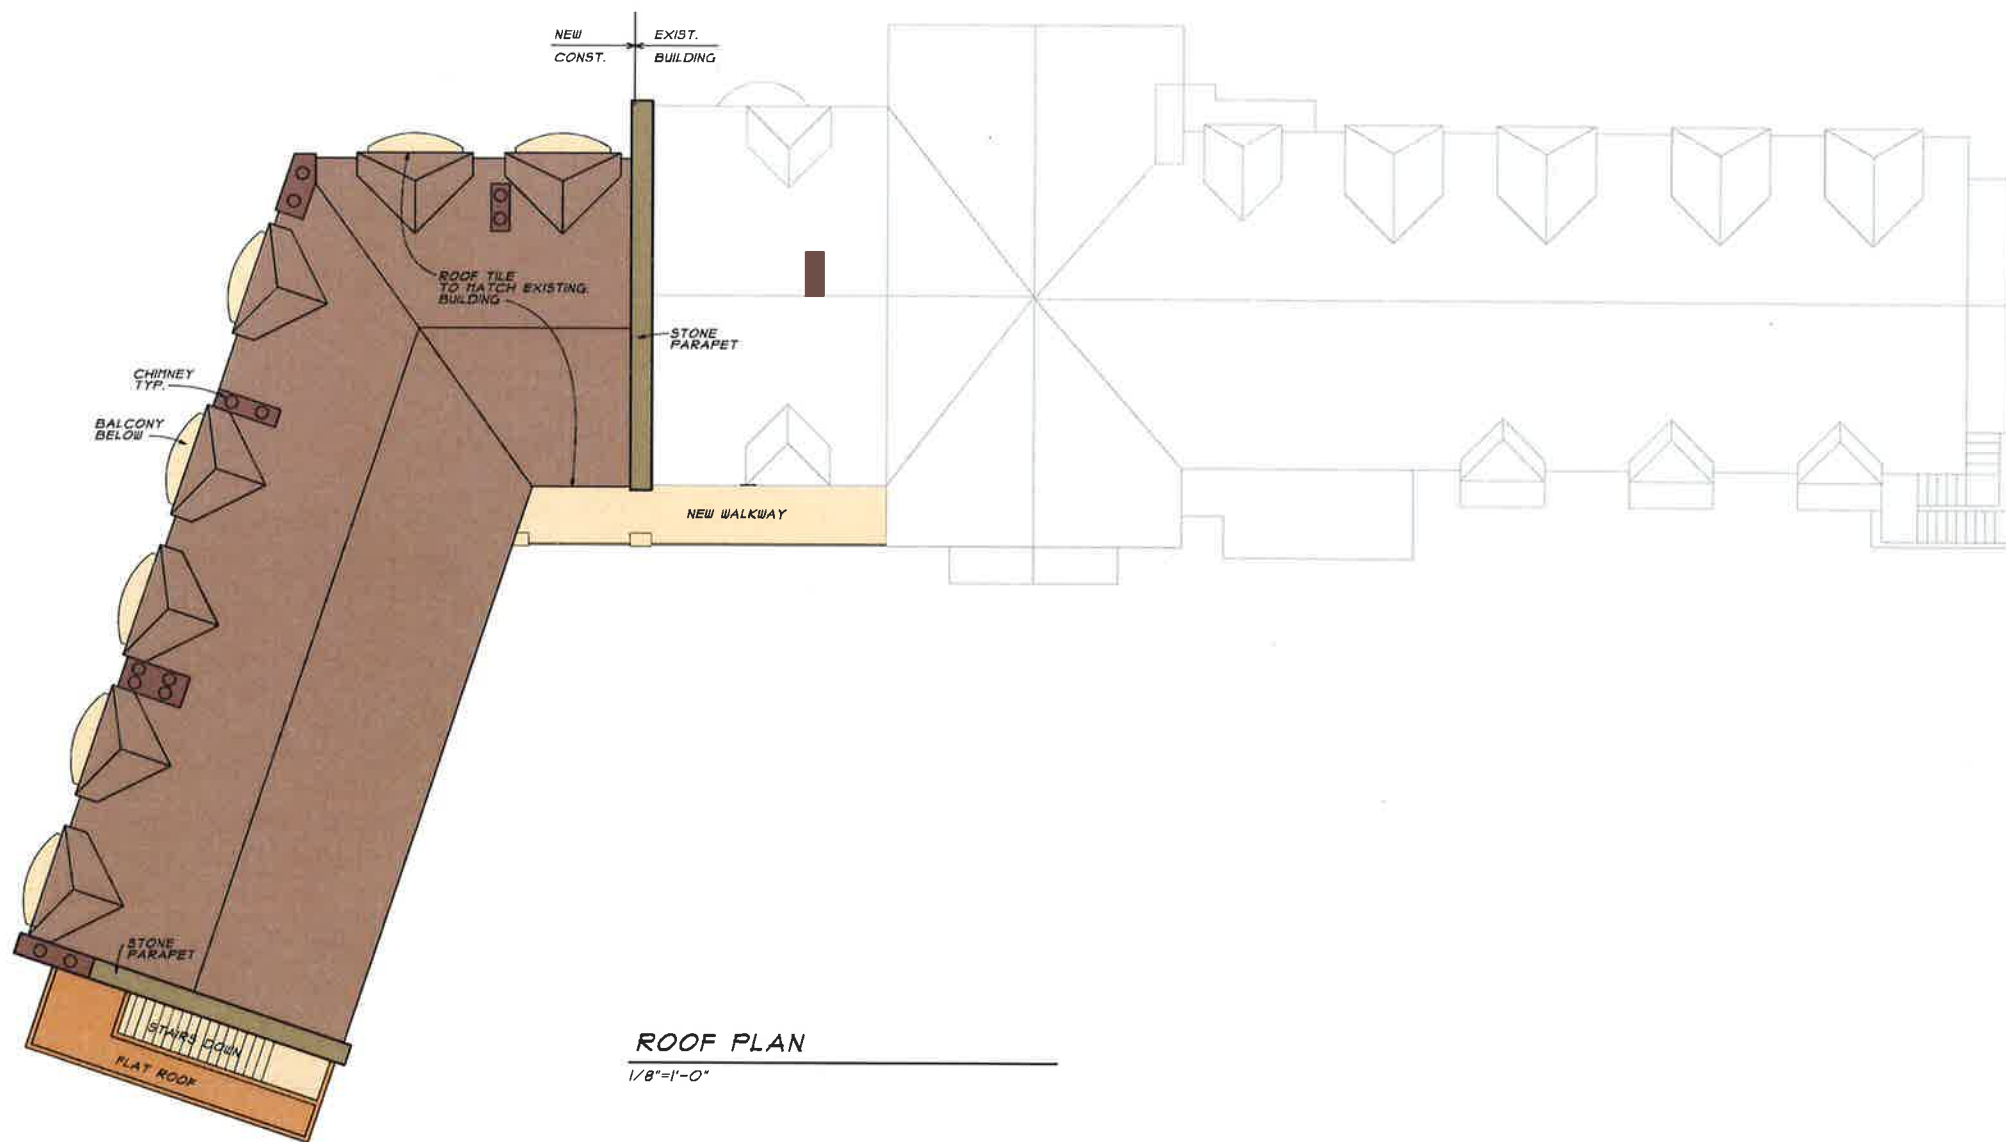 NEW
CONST.
EXIST.
BUILDING
ROOF TILE
TO MATCH EXISTING.
BUILDING
STONE
PARAPET
CHIMNEY
TYP.
BALCONY
BELOW
NEW WALKWAY
STONE
PARAPET
STAIRS DOWN
FLAT ROOF
ROOF PLAN
1/8"=1'-0"